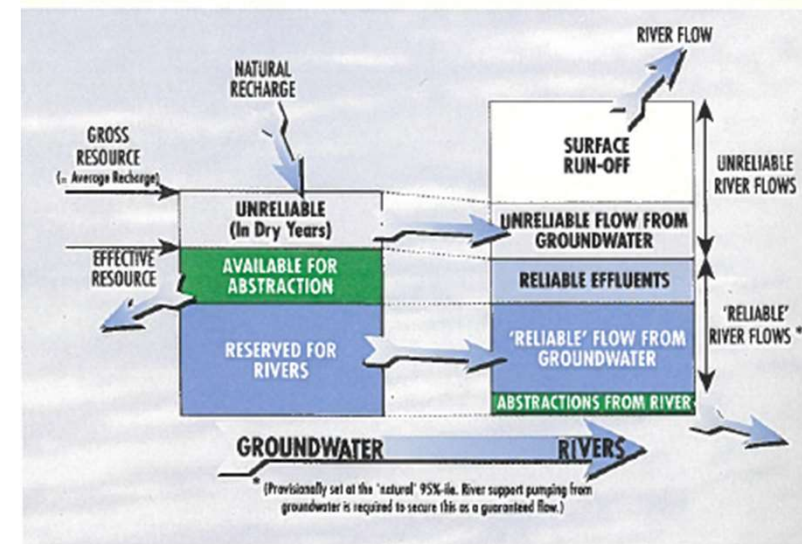 RIVER FLOW
NATURAL
RECHARGE
GROSS
RESOURCE
(= Average Recharge)
SURFACE
RUN-OFF
UNRELIABLE
RIVER FLOWS
UNRELIABLE
(In Dry Years)
UNRELIABLE FLOW FROM
GROUNDWATER
EFFECTIVE
RESOURCE
AVAILABLE FOR
ABSTRACTION
RELIABLE EFFLUENTS
'RELIABLE'
RIVER FLOWS *
RESERVED FOR
RIVERS
'RELIABLE' FLOW FROM
GROUNDWATER
ABSTRACTIONS FROM RIVER
GROUNDWATER
RIVERS
* (Provisionally set at the 'natural' 95%-ile. River support pumping from
groundwater is required to secure this as a guaranteed flow.)